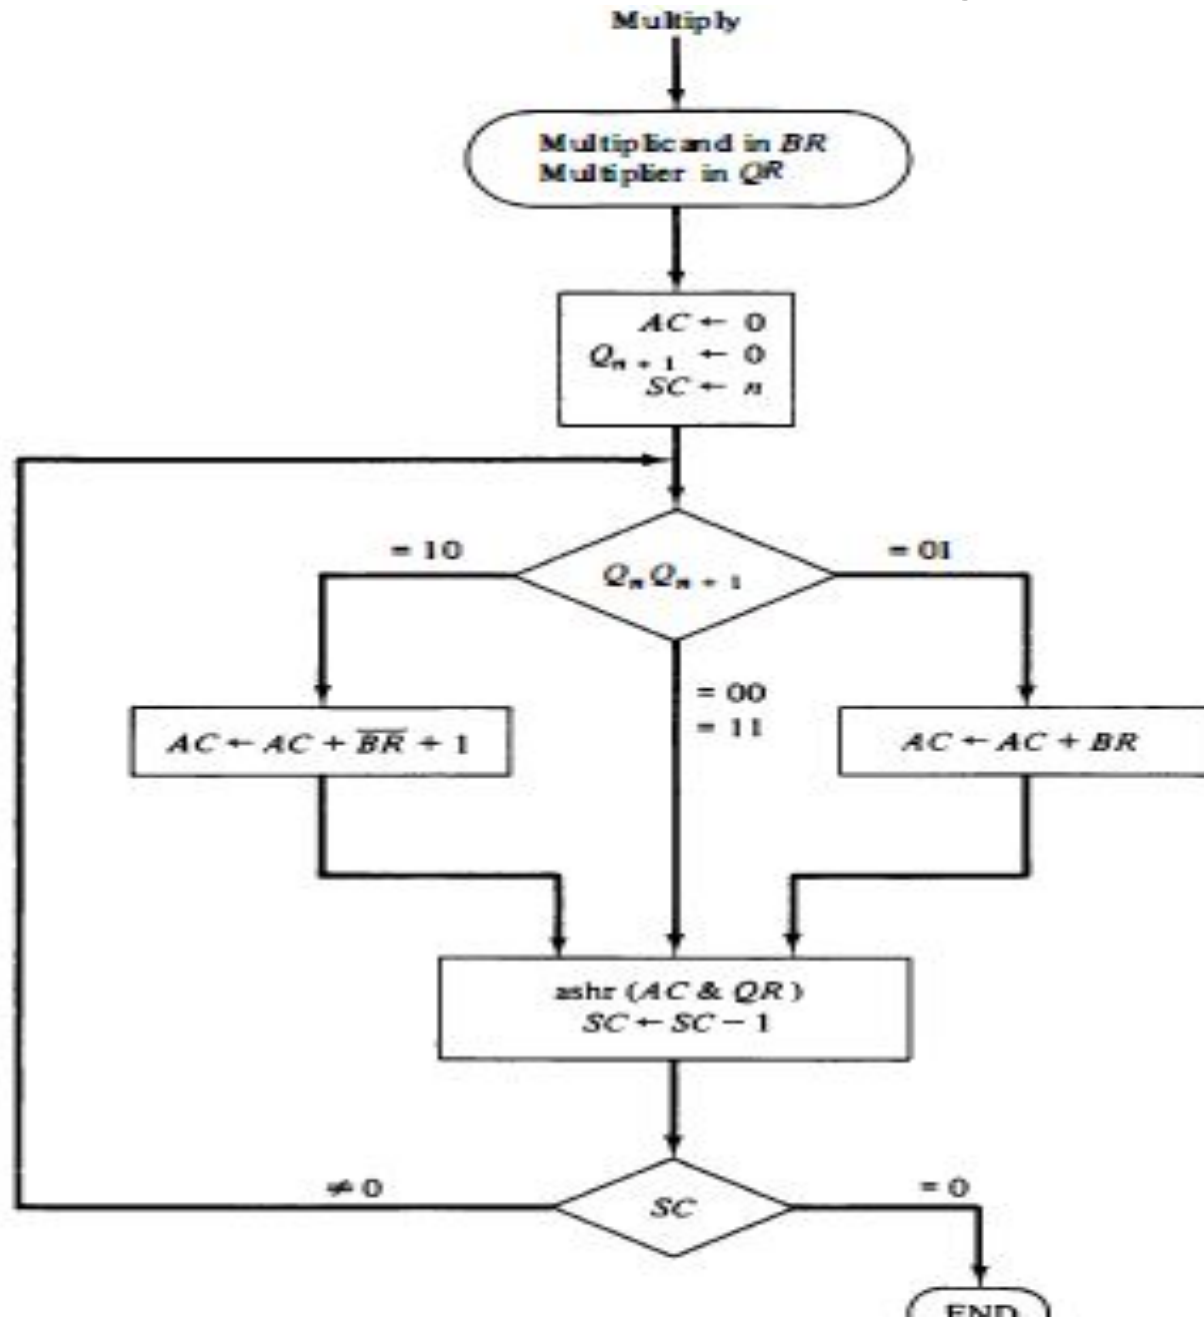 Multiply
Multiplicand in BR
Multiplier in QR
AC ← 0
Qₙ₊₁ ← 0
SC ← n
= 10
QₙQₙ₊₁
= 01
= 00
= 11
AC ← AC + B̅R̅ + 1
AC ← AC + BR
ashr (AC & QR)
SC ← SC − 1
≠ 0
SC
= 0
END